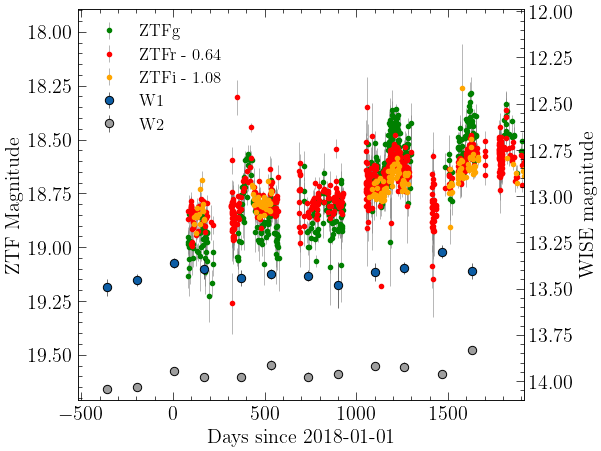 ZTFg
ZTFr - 0.64
ZTFi - 1.08
W1
W2
18.00
18.25
18.50
18.75
19.00
19.25
19.50
ZTF Magnitude
12.00
12.25
12.50
12.75
13.00
13.25
13.50
13.75
14.00
WISE magnitude
−500
0
500
1000
1500
Days since 2018-01-01